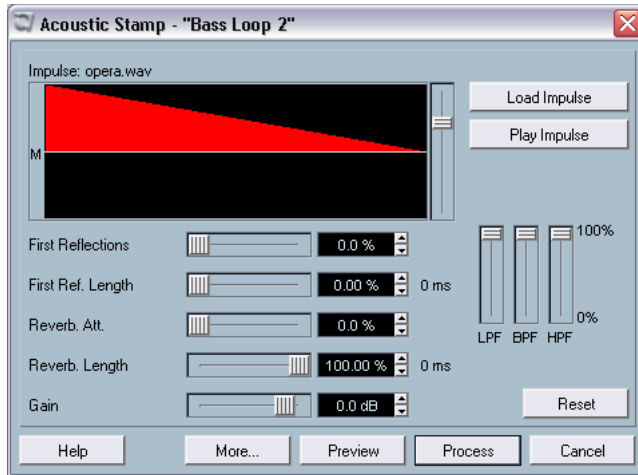 Acoustic Stamp - "Bass Loop 2"
Impulse: opera.wav
M
Load Impulse
Play Impulse
First Reflections 0.0 %
First Ref. Length 0.00 % 0 ms
Reverb. Att. 0.0 %
Reverb. Length 100.00 % 0 ms
Gain 0.0 dB
100%
0%
LPF BPF HPF
Reset
Help More... Preview Process Cancel